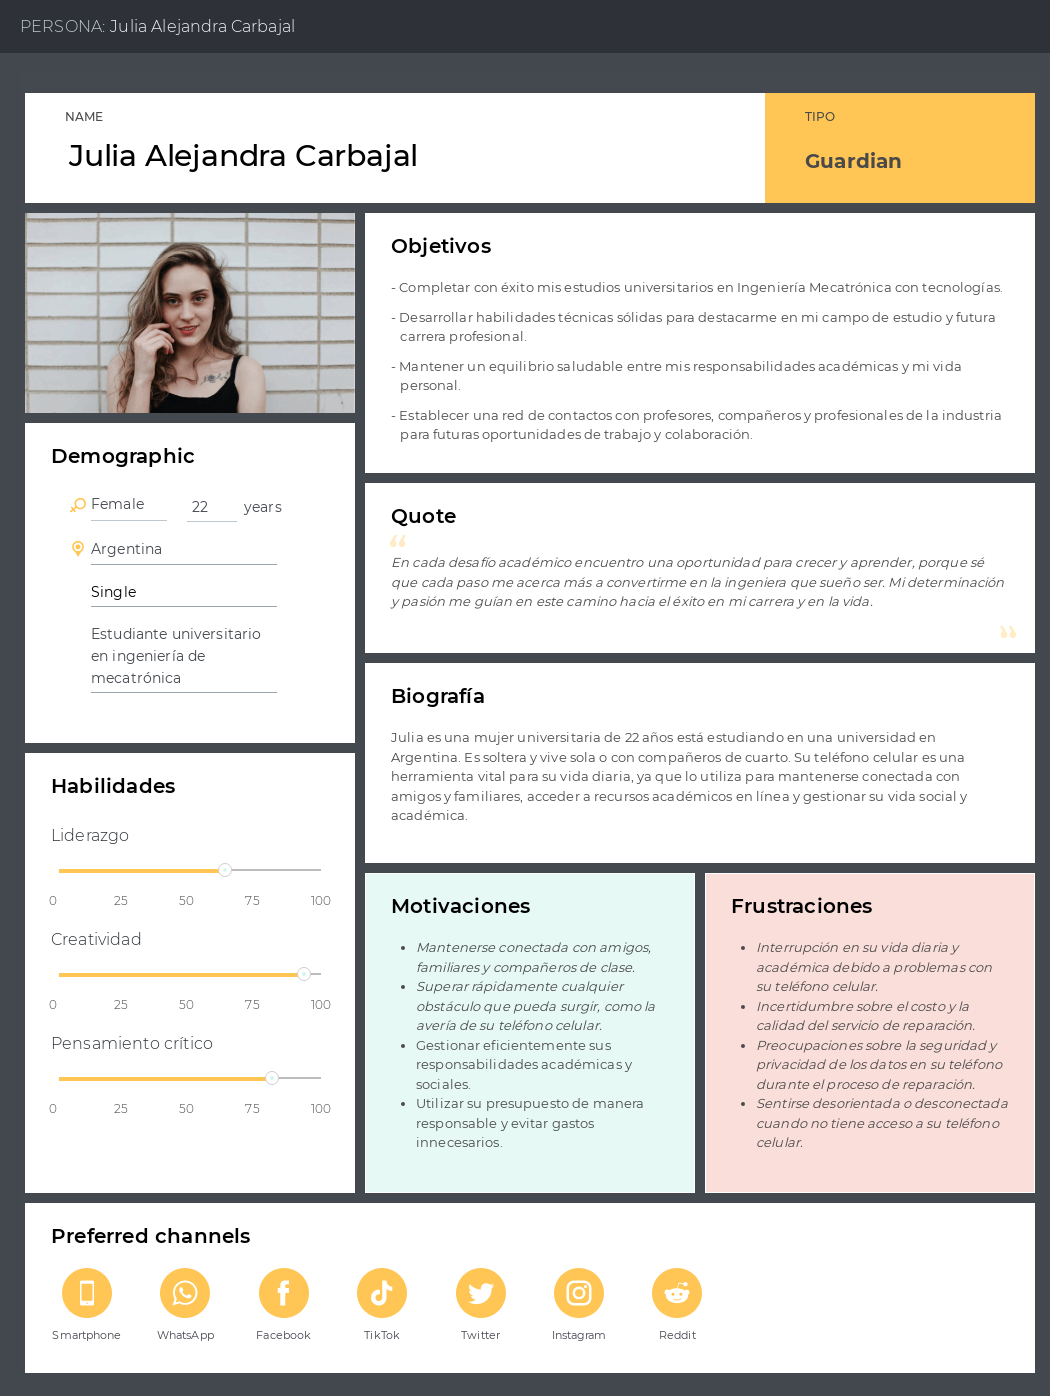 PERSONA: Julia Alejandra Carbajal
NAME
Julia Alejandra Carbajal
TIPO
Guardian
Objetivos
- Completar con éxito mis estudios universitarios en Ingeniería Mecatrónica con tecnologías.
- Desarrollar habilidades técnicas sólidas para destacarme en mi campo de estudio y futura
carrera profesional.
- Mantener un equilibrio saludable entre mis responsabilidades académicas y mi vida
personal.
- Establecer una red de contactos con profesores, compañeros y profesionales de la industria
para futuras oportunidades de trabajo y colaboración.
Demographic
Female 22 years
Argentina
Single
Estudiante universitario
en ingeniería de
mecatrónica
Quote
“
En cada desafío académico encuentro una oportunidad para crecer y aprender, porque sé
que cada paso me acerca más a convertirme en la ingeniera que sueño ser. Mi determinación
y pasión me guían en este camino hacia el éxito en mi carrera y en la vida.
”
Biografía
Julia es una mujer universitaria de 22 años está estudiando en una universidad en
Argentina. Es soltera y vive sola o con compañeros de cuarto. Su teléfono celular es una
herramienta vital para su vida diaria, ya que lo utiliza para mantenerse conectada con
amigos y familiares, acceder a recursos académicos en línea y gestionar su vida social y
académica.
Habilidades
Liderazgo
0 25 50 75 100
Creatividad
0 25 50 75 100
Pensamiento crítico
0 25 50 75 100
Motivaciones
• Mantenerse conectada con amigos,
familiares y compañeros de clase.
• Superar rápidamente cualquier
obstáculo que pueda surgir, como la
avería de su teléfono celular.
• Gestionar eficientemente sus
responsabilidades académicas y
sociales.
• Utilizar su presupuesto de manera
responsable y evitar gastos
innecesarios.
Frustraciones
• Interrupción en su vida diaria y
académica debido a problemas con
su teléfono celular.
• Incertidumbre sobre el costo y la
calidad del servicio de reparación.
• Preocupaciones sobre la seguridad y
privacidad de los datos en su teléfono
durante el proceso de reparación.
• Sentirse desorientada o desconectada
cuando no tiene acceso a su teléfono
celular.
Preferred channels
Smartphone WhatsApp Facebook TikTok Twitter Instagram Reddit